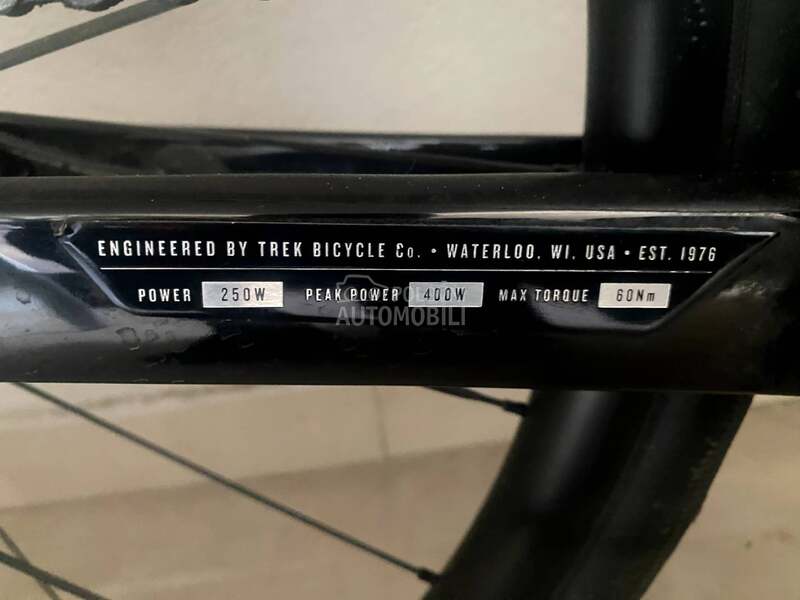 ENGINEERED BY TREK BICYCLE Co. • WATERLOO, WI, USA • EST. 1976
POWER 250W PEAK POWER 400W MAX TORQUE 60Nm
AUTOMOBILI